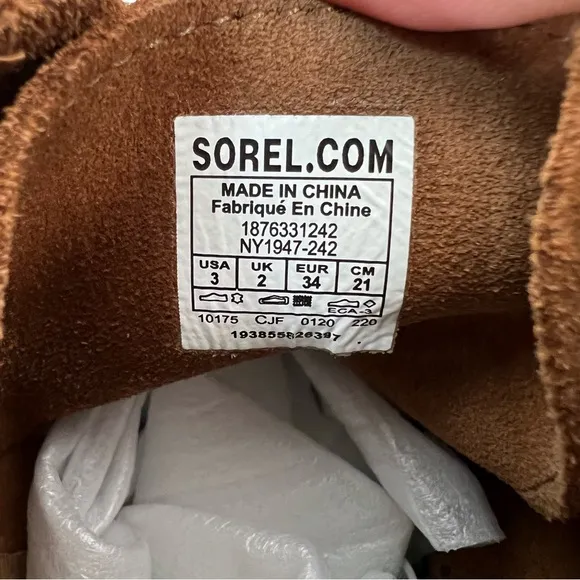 SOREL.COM
MADE IN CHINA
Fabriqué En Chine
1876331242
NY1947-242
USA UK EUR CM
3 2 34 21
ECA-3
10175 CJF 0120 220